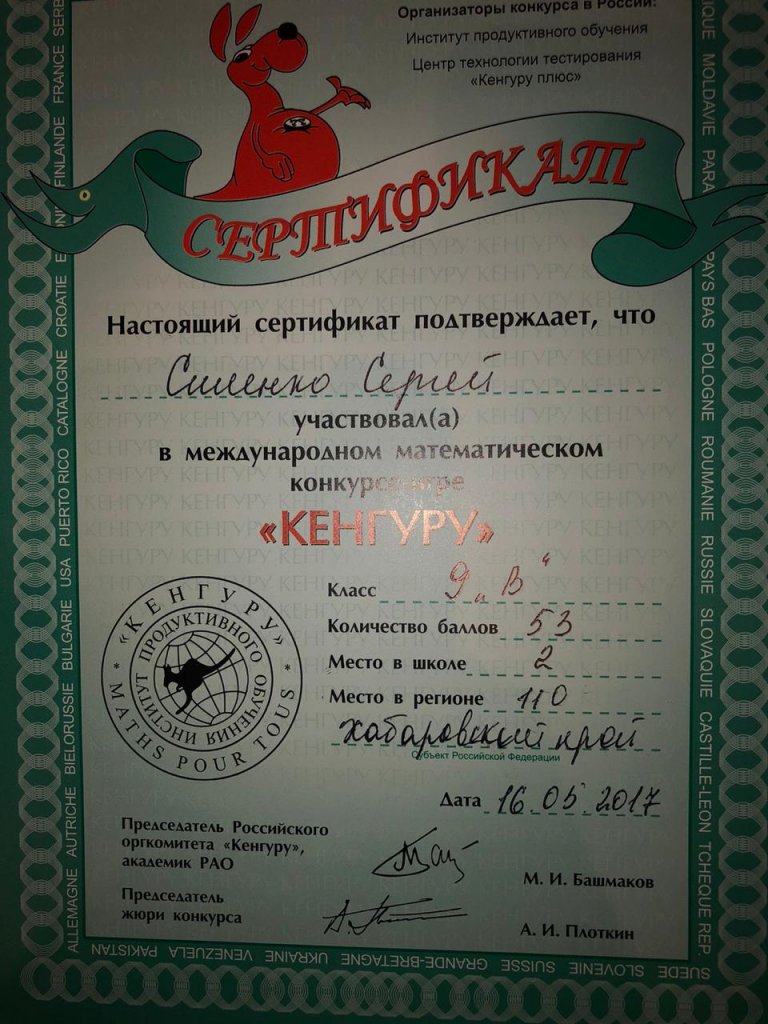 Организаторы конкурса в России:
Институт продуктивного обучения
Центр технологии тестирования
«Кенгуру плюс»
СЕРТИФИКАТ
Настоящий сертификат подтверждает, что
Силенко Сергей
участвовал(а)
в международном математическом
конкурсе-игре
«КЕНГУРУ»
Класс 9 „В“
Количество баллов 53
Место в школе 2
Место в регионе 110
Хабаровский край
Субъект Российской Федерации
Дата 16.05.2017
«КЕНГУРУ»
ИНСТИТУТ ПРОДУКТИВНОГО ОБУЧЕНИЯ
* MATHS POUR TOUS *
Председатель Российского
оргкомитета «Кенгуру»,
академик РАО
М. И. Башмаков
Председатель
жюри конкурса
А. И. Плоткин
ALLEMAGNE AUTRICHE BIELORUSSIE BULGARIE USA PUERTO RICO CATALOGNE CROATIE FINLANDE FRANCE SERB
IQUE MOLDAVIE PARA PAYS BAS POLOGNE ROUMANIE RUSSIE SLOVAQUIE CASTILLE-LEON TCHEQUE REP
SUEDE SLOVENIE SUISSE GRANDE-BRETAGNE UKRAINE VENEZUELA PAKISTAN